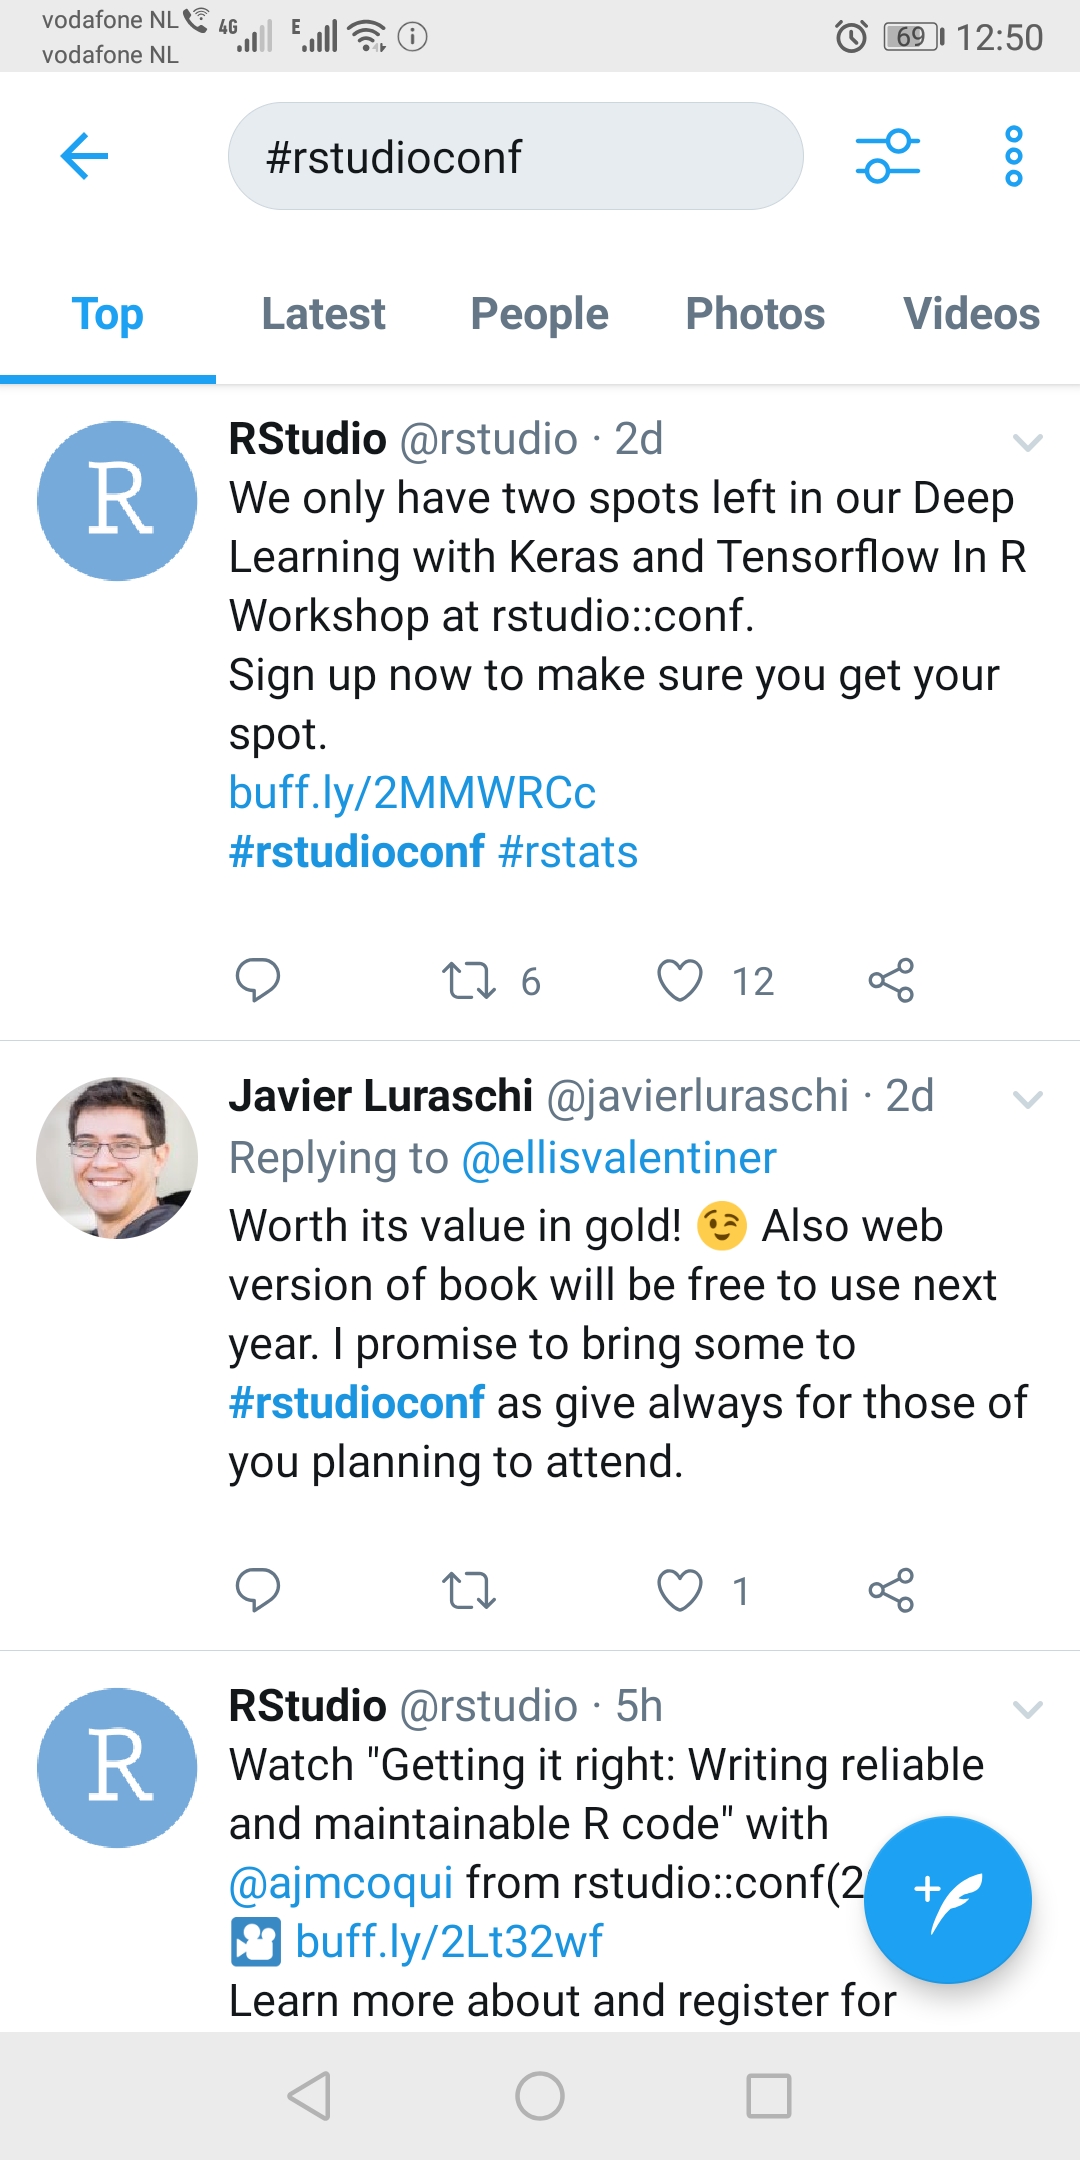 vodafone NL 4G E 69 12:50
vodafone NL
#rstudioconf
Top Latest People Photos Videos
RStudio @rstudio · 2d
R
We only have two spots left in our Deep
Learning with Keras and Tensorflow In R
Workshop at rstudio::conf.
Sign up now to make sure you get your
spot.
buff.ly/2MMWRCc
#rstudioconf #rstats
6 12
Javier Luraschi @javierluraschi · 2d
Replying to @ellisvalentiner
Worth its value in gold! 😉 Also web
version of book will be free to use next
year. I promise to bring some to
#rstudioconf as give always for those of
you planning to attend.
1
RStudio @rstudio · 5h
R
Watch "Getting it right: Writing reliable
and maintainable R code" with
@ajmcoqui from rstudio::conf(2
🎦 buff.ly/2Lt32wf
Learn more about and register for